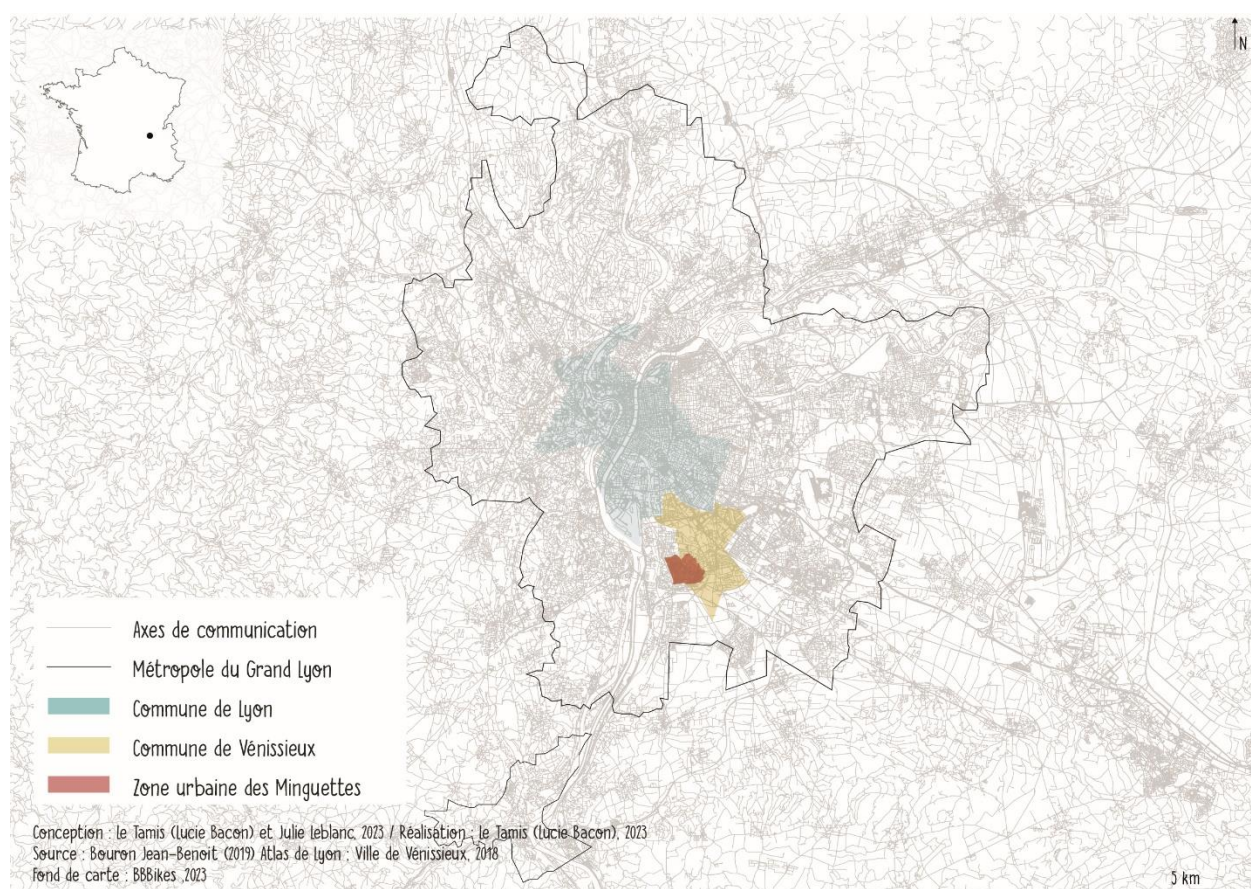 N
Axes de communication
Métropole du Grand Lyon
Commune de Lyon
Commune de Vénissieux
Zone urbaine des Minguettes
Conception : Le Tamis (Lucie Bacon) et Julie Leblanc, 2023 / Réalisation : Le Tamis (Lucie Bacon), 2023
Source : Bouron Jean-Benoit (2019) Atlas de Lyon ; Ville de Vénissieux, 2018
Fond de carte : BBBikes ,2023
5 km